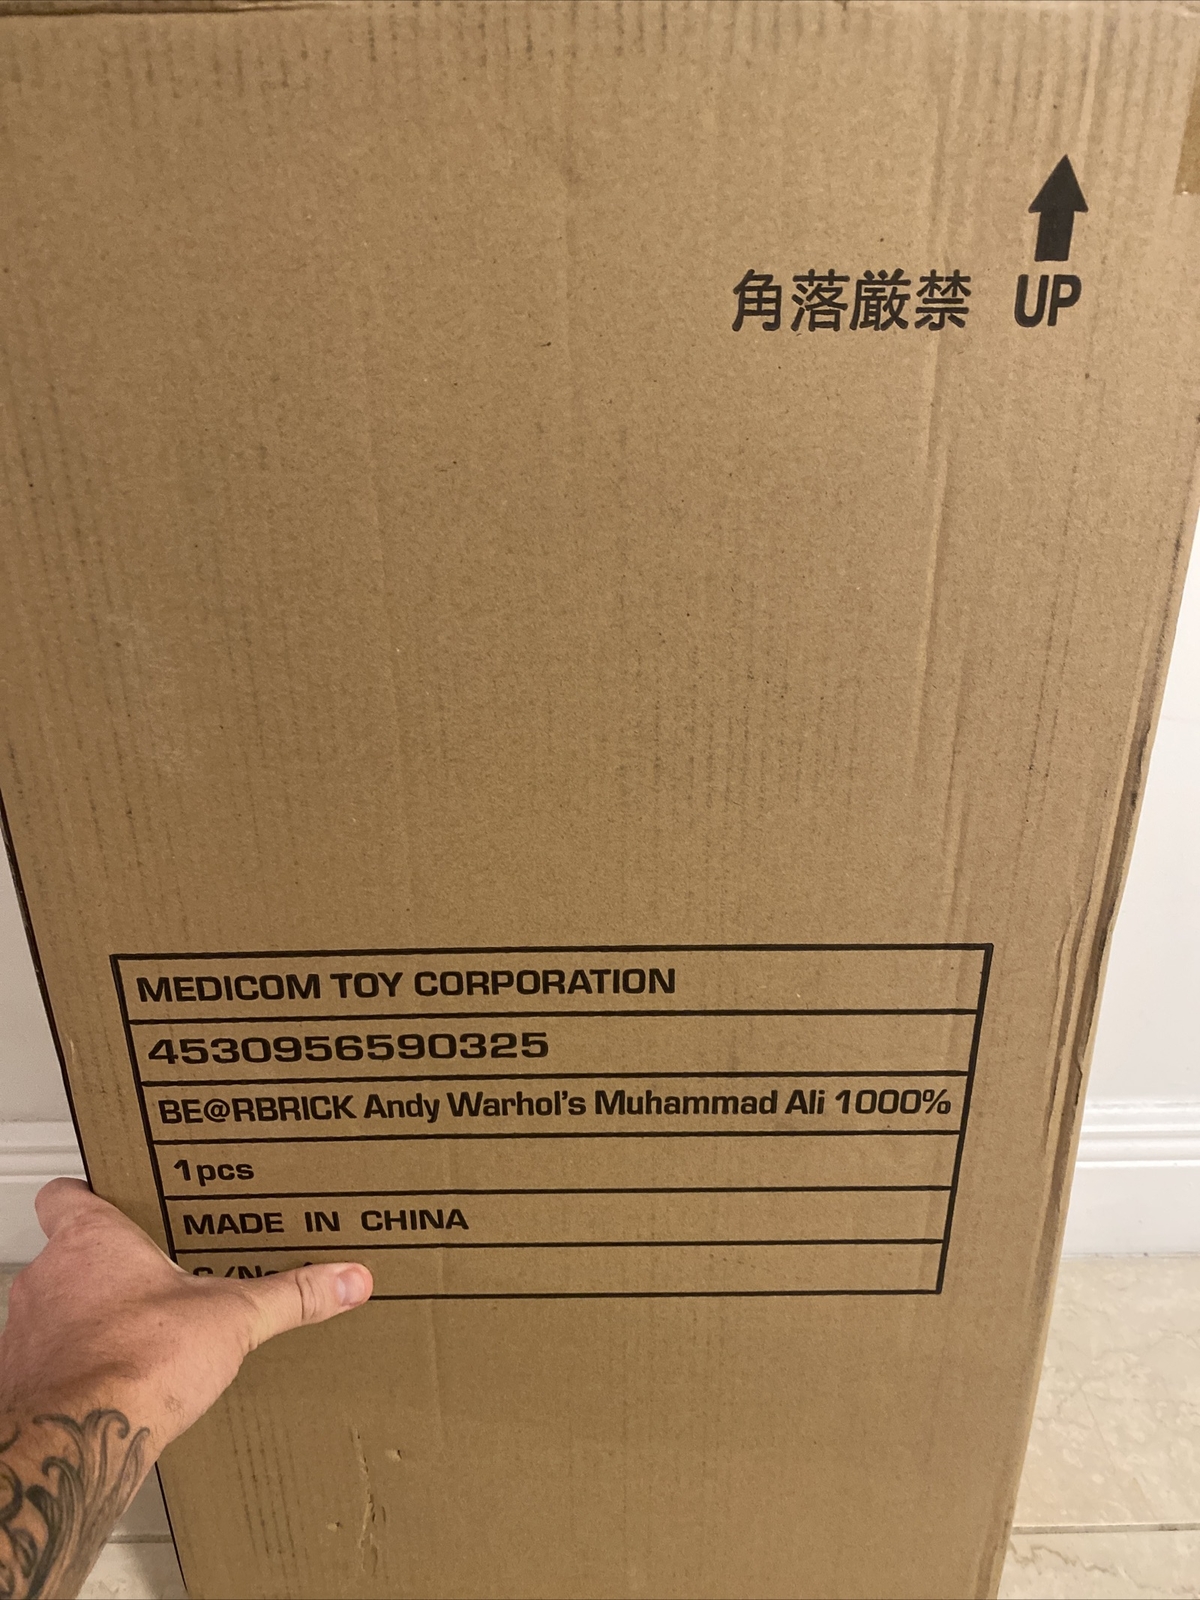 角落厳禁 UP
MEDICOM TOY CORPORATION
4530956590325
BE@RBRICK Andy Warhol's Muhammad Ali 1000%
1pcs
MADE IN CHINA